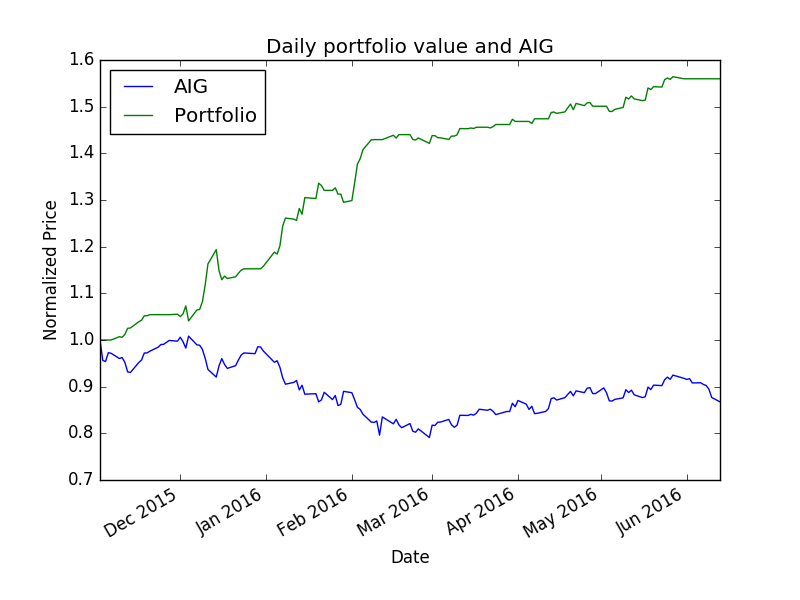 Daily portfolio value and AIG
1.6
1.5
1.4
1.3
1.2
1.1
1.0
0.9
0.8
0.7
Normalized Price
AIG
Portfolio
Dec 2015
Jan 2016
Feb 2016
Mar 2016
Apr 2016
May 2016
Jun 2016
Date